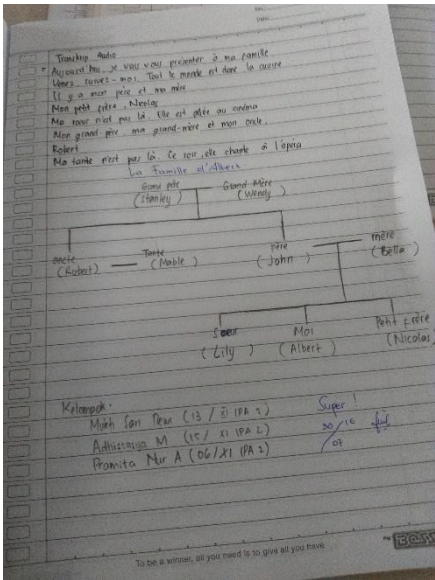 Transkrip Audio
Aujourd'hui, je vais vous présenter à ma famille
Venez, suivez-moi. Tout le monde est dans la cuisine
Il y a mon père et ma mère
Mon petit frère, Nicolas
Ma sœur n'est pas là. Elle est allée au cinéma
Mon grand-père, ma grand-mère et mon oncle,
Robert
Ma tante n'est pas là. Ce soir, elle chante à l'opéra
La Famille d'Albert
Grand père Grand Mère
(Stanley) (Wendy)
oncle Tante père mère
(Robert) (Mable) (John) (Bella)
Soeur Moi Petit frère
(Lily) (Albert) (Nicolas)
Kelompok:
Sari Dewi (13 / XI IPA 2)
Adhistasya M (15 / XI IPA 2)
Pramita Nur A (06/XI IPA 2)
Super!
30/16
/07
To be a winner, all you need is to give all you have